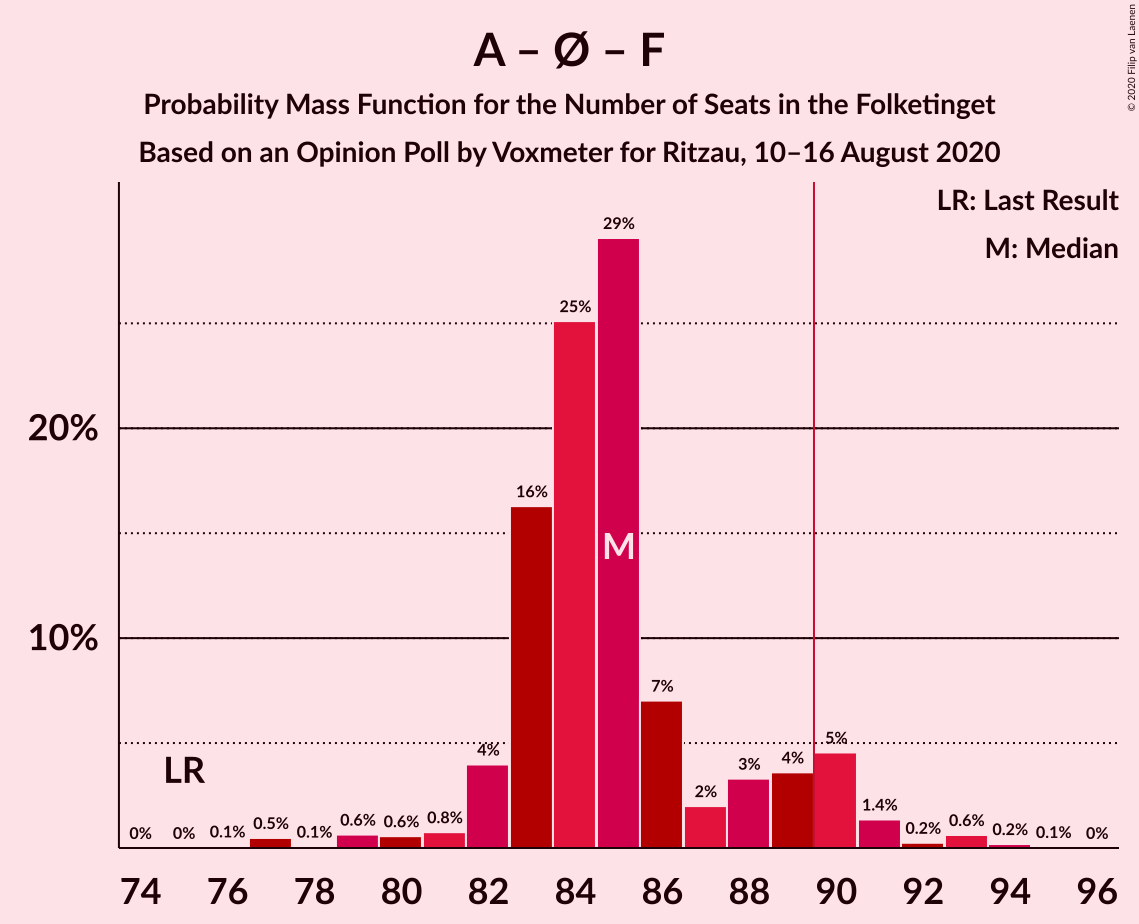 A – Ø – F
Probability Mass Function for the Number of Seats in the Folketinget
Based on an Opinion Poll by Voxmeter for Ritzau, 10–16 August 2020
© 2020 Filip van Laenen
LR: Last Result
M: Median
20%
10%
0%
0%
0.1%
0.5%
0.1%
0.6%
0.6%
0.8%
4%
16%
25%
29%
7%
2%
3%
4%
5%
1.4%
0.2%
0.6%
0.2%
0.1%
0%
LR
M
74 76 78 80 82 84 86 88 90 92 94 96